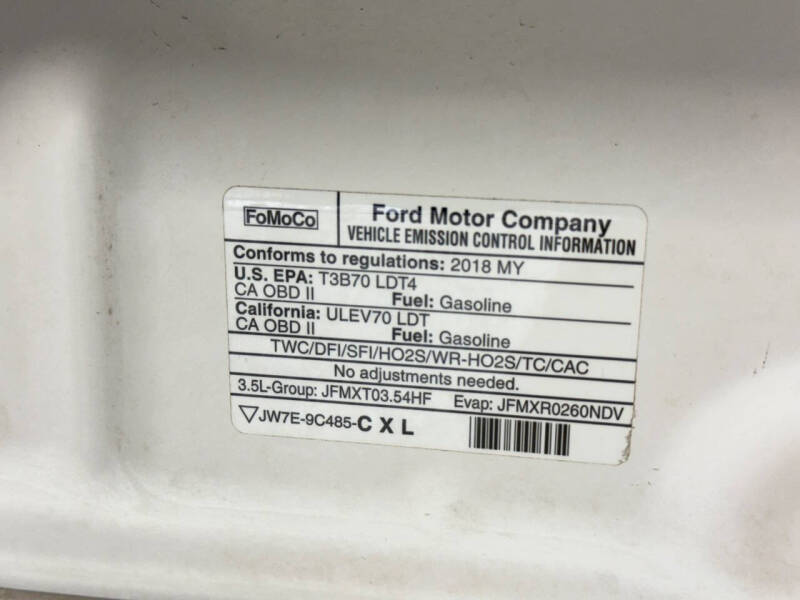 FoMoCo
Ford Motor Company
VEHICLE EMISSION CONTROL INFORMATION
Conforms to regulations: 2018 MY
U.S. EPA: T3B70 LDT4
CA OBD II Fuel: Gasoline
California: ULEV70 LDT
CA OBD II Fuel: Gasoline
TWC/DFI/SFI/HO2S/WR-HO2S/TC/CAC
No adjustments needed.
3.5L-Group: JFMXT03.54HF Evap: JFMXR0260NDV
▽JW7E-9C485-C X L